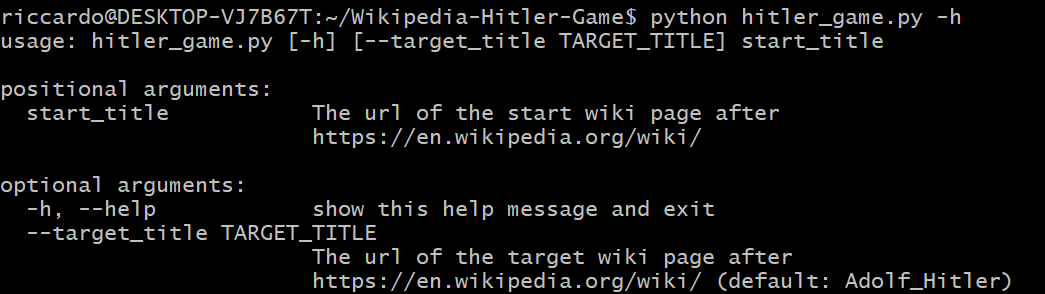 riccardo@DESKTOP-VJ7B67T:~/Wikipedia-Hitler-Game$ python hitler_game.py -h
usage: hitler_game.py [-h] [--target_title TARGET_TITLE] start_title
positional arguments:
start_title The url of the start wiki page after
https://en.wikipedia.org/wiki/
optional arguments:
-h, --help show this help message and exit
--target_title TARGET_TITLE
The url of the target wiki page after
https://en.wikipedia.org/wiki/ (default: Adolf_Hitler)